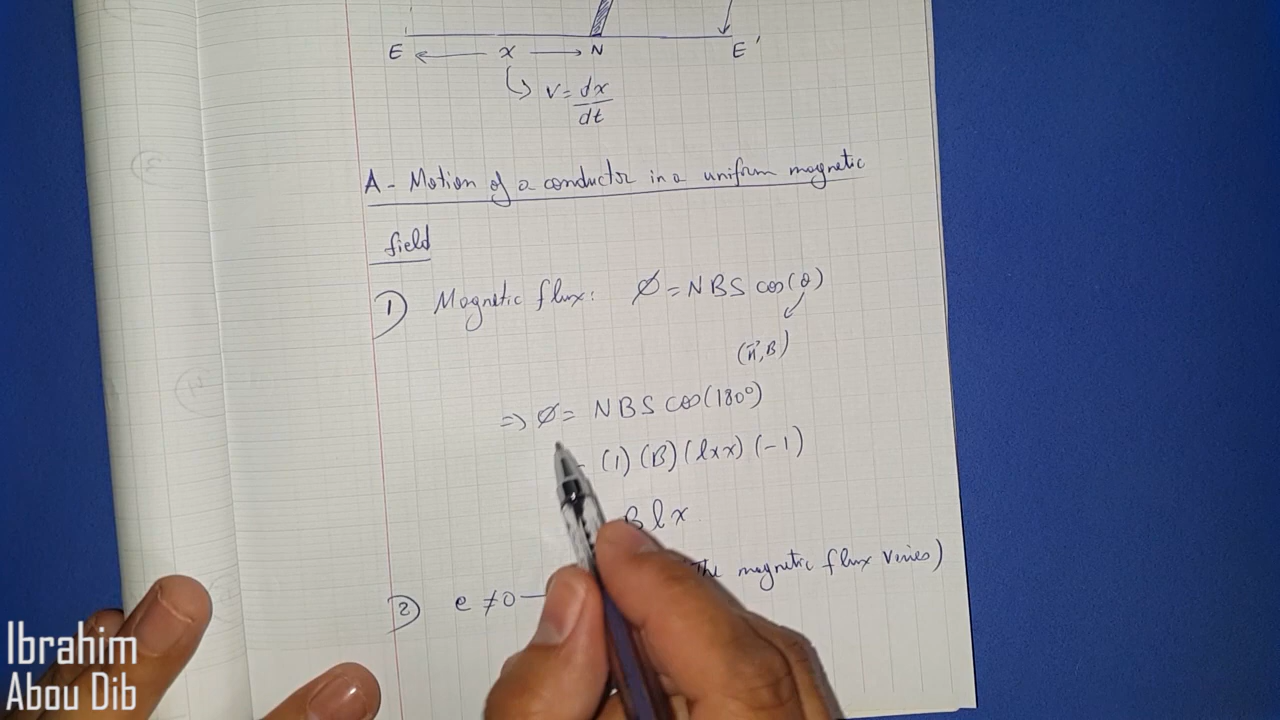 E ← x → N E'
v = dx/dt
A - Motion of a conductor in a uniform magnetic
field
1) Magnetic flux: Ø = NBS cos(θ)
(n⃗, B)
⇒ Ø = NBS cos(180°)
(1) (B) (l×x) (-1)
B l x
2) e ≠ 0 the magnetic flux varies)
Ibrahim
Abou Dib